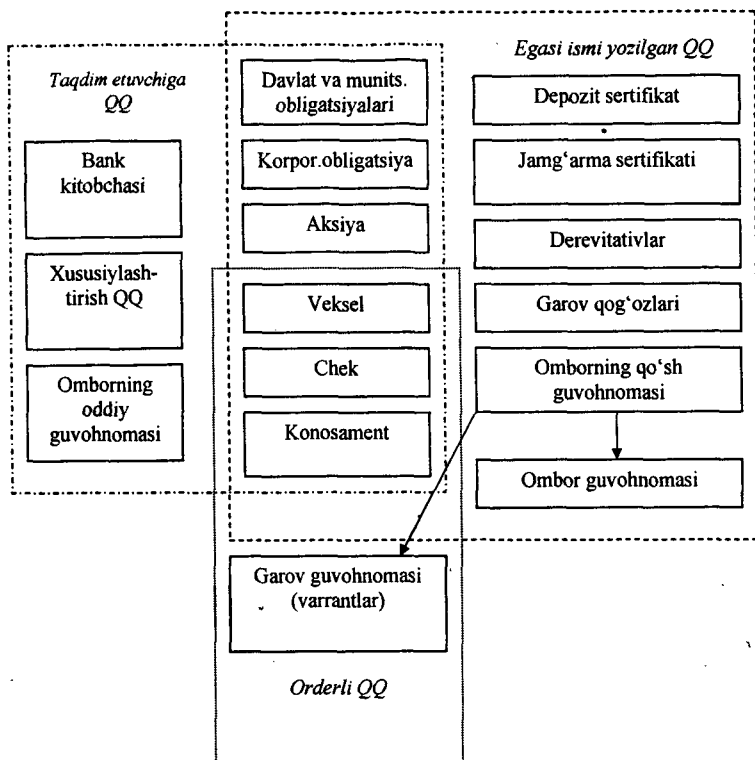 Taqdim etuvchiga
QQ
Bank
kitobchasi
Xususiylash-
tirish QQ
Omborning
oddiy
guvohnomasi
Davlat va munits.
obligatsiyalari
Korpor.obligatsiya
Aksiya
Veksel
Chek
Konosament
Egasi ismi yozilgan QQ
Depozit sertifikat
Jamg‘arma sertifikati
Derevitativlar
Garov qog‘ozlari
Omborning qo‘sh
guvohnomasi
Ombor guvohnomasi
Garov guvohnomasi
(varrantlar)
Orderli QQ